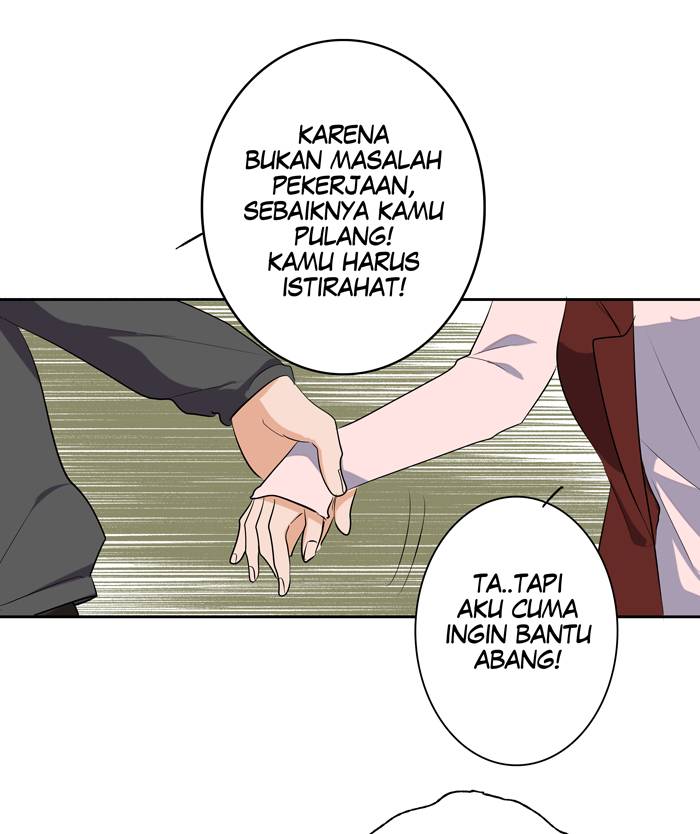 KARENA
BUKAN MASALAH
PEKERJAAN,
SEBAIKNYA KAMU
PULANG!
KAMU HARUS
ISTIRAHAT!
TA..TAPI
AKU CUMA
INGIN BANTU
ABANG!